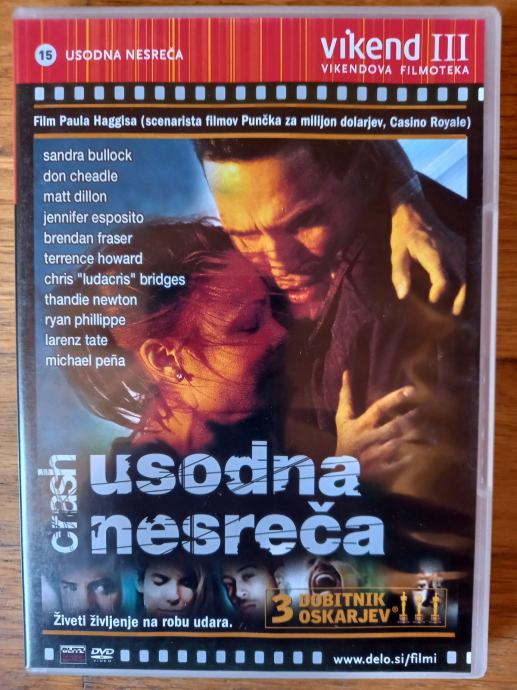 15 USODNA NESREČA
vikend III
VIKENDOVA FILMOTEKA
Film Paula Haggisa (scenarista filmov Punčka za milijon dolarjev, Casino Royale)
sandra bullock
don cheadle
matt dillon
jennifer esposito
brendan fraser
terrence howard
chris "ludacris" bridges
thandie newton
ryan phillippe
larenz tate
michael peña
crash
usodna
nesreča
Živeti življenje na robu udara.
3 DOBITNIK
OSKARJEV®
DVD
VIDEO
www.delo.si/filmi